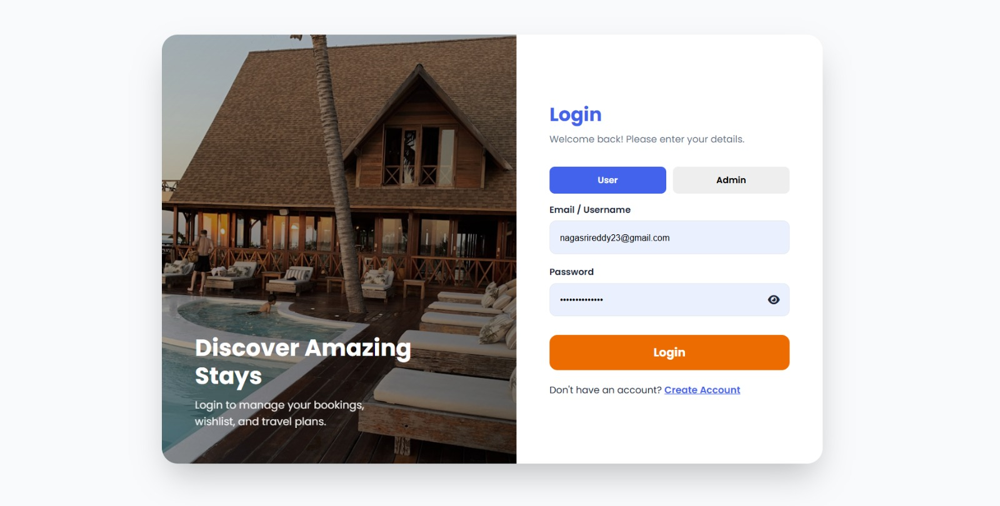 Discover Amazing
Stays
Login to manage your bookings,
wishlist, and travel plans.
Login
Welcome back! Please enter your details.
User
Admin
Email / Username
nagasrireddy23@gmail.com
Password
••••••••••••••
Login
Don't have an account? Create Account